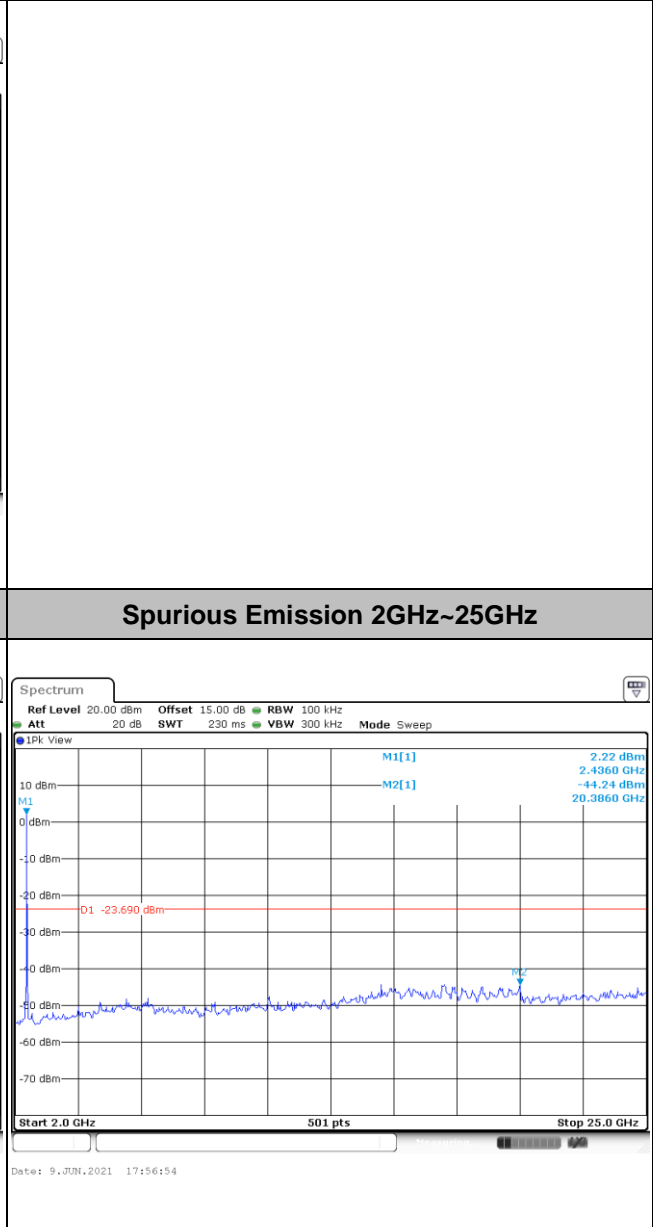 Spurious Emission 2GHz~25GHz
Spectrum
Ref Level 20.00 dBm Offset 15.00 dB RBW 100 kHz
Att 20 dB SWT 230 ms VBW 300 kHz Mode Sweep
1Pk View
M1[1] 2.22 dBm
2.4360 GHz
10 dBm M2[1] -44.24 dBm
20.3860 GHz
M1
0 dBm
-10 dBm
-20 dBm
D1 -23.690 dBm
-30 dBm
-40 dBm
M2
-50 dBm
-60 dBm
-70 dBm
Start 2.0 GHz 501 pts Stop 25.0 GHz
Measuring...
Date: 9.JUN.2021 17:56:54